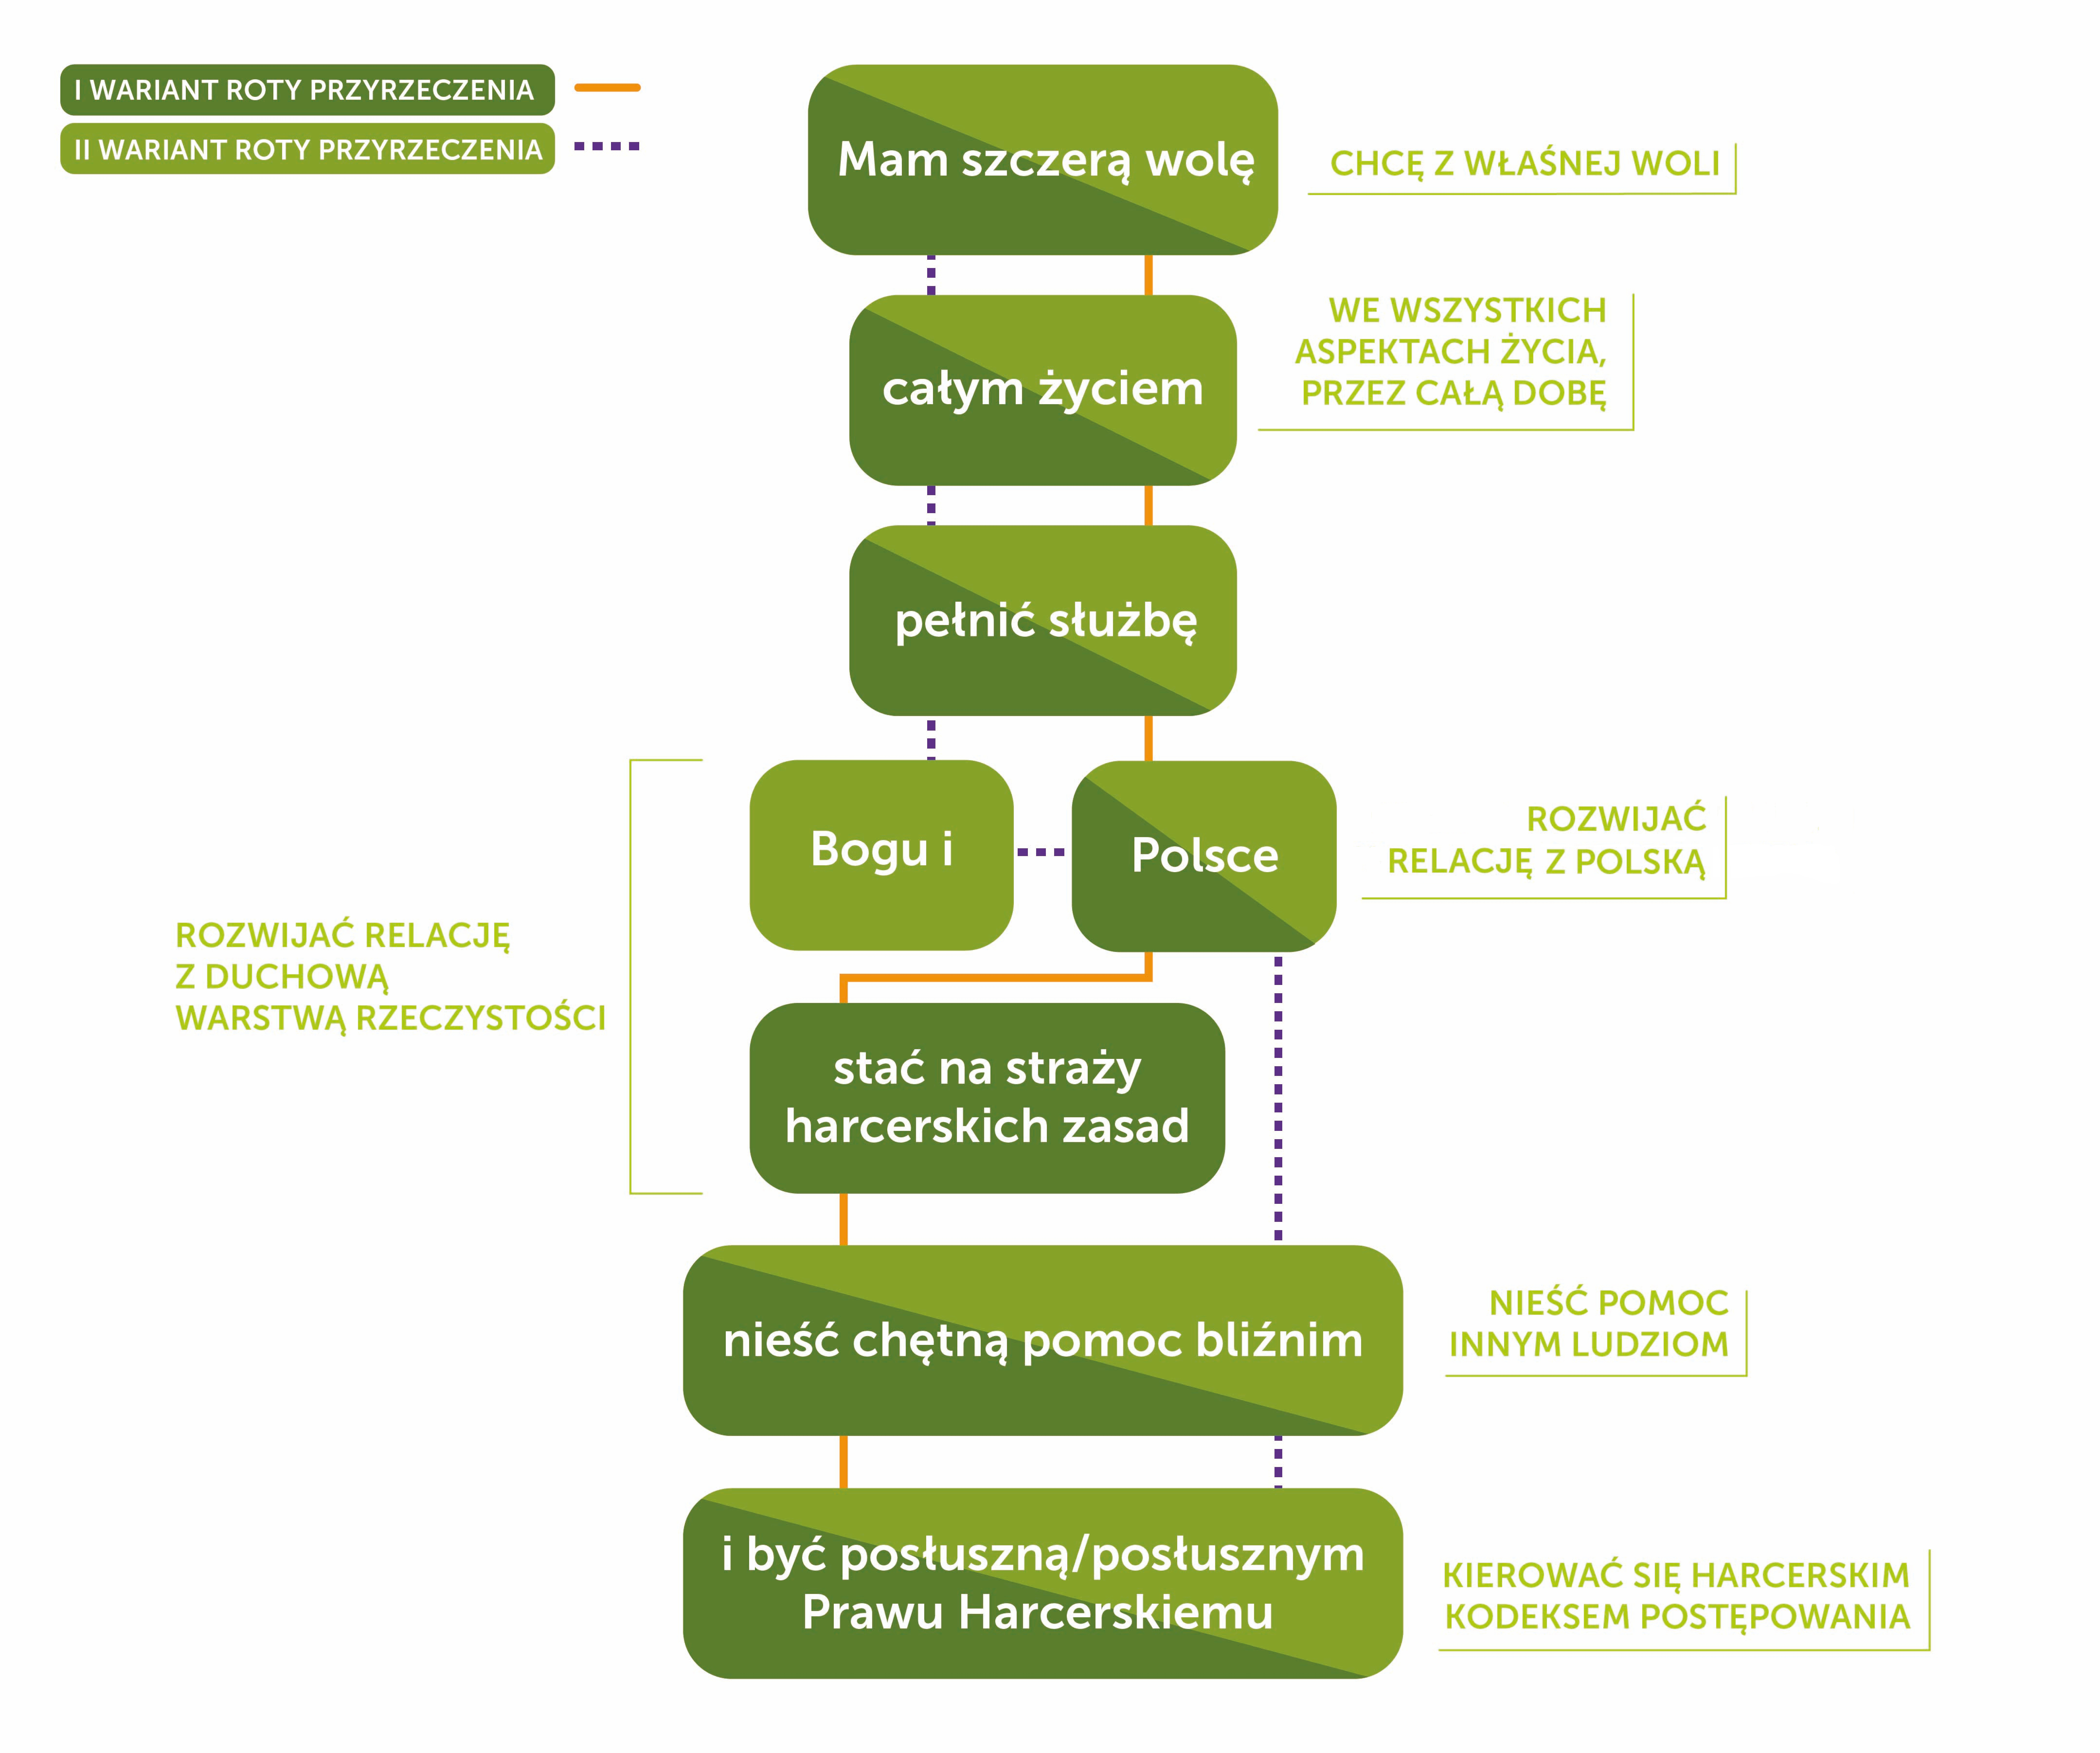 I WARIANT ROTY PRZYRZECZENIA
II WARIANT ROTY PRZYRZECZENIA
Mam szczerą wolę
CHCĘ Z WŁAŚNEJ WOLI
całym życiem
WE WSZYSTKICH
ASPEKTACH ŻYCIA,
PRZEZ CAŁĄ DOBĘ
pełnić służbę
Bogu i
Polsce
ROZWIJAĆ
RELACJĘ Z POLSKĄ
ROZWIJAĆ RELACJĘ
Z DUCHOWĄ
WARSTWĄ RZECZYSTOŚCI
stać na straży
harcerskich zasad
nieść chętną pomoc bliźnim
NIEŚĆ POMOC
INNYM LUDZIOM
i być posłuszną/posłusznym
Prawu Harcerskiemu
KIEROWAĆ SIĘ HARCERSKIM
KODEKSEM POSTĘPOWANIA